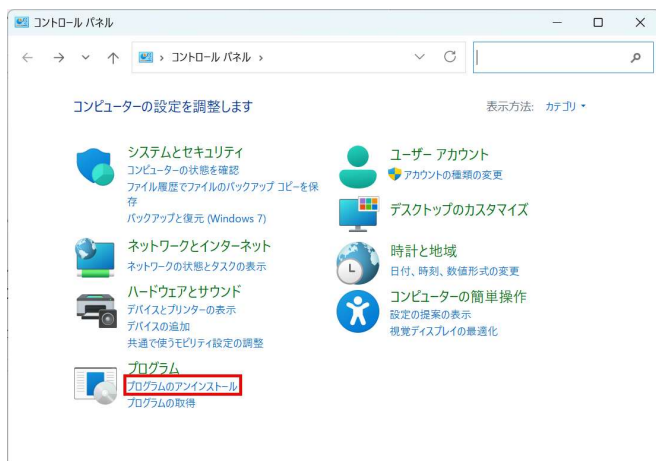 コントロール パネル
コントロール パネル
コンピューターの設定を調整します
表示方法: カテゴリ
システムとセキュリティ
コンピューターの状態を確認
ファイル履歴でファイルのバックアップ コピーを保
存
バックアップと復元 (Windows 7)
ネットワークとインターネット
ネットワークの状態とタスクの表示
ハードウェアとサウンド
デバイスとプリンターの表示
デバイスの追加
共通で使うモビリティ設定の調整
プログラム
プログラムのアンインストール
プログラムの取得
ユーザー アカウント
アカウントの種類の変更
デスクトップのカスタマイズ
時計と地域
日付、時刻、数値形式の変更
コンピューターの簡単操作
設定の提案の表示
視覚ディスプレイの最適化